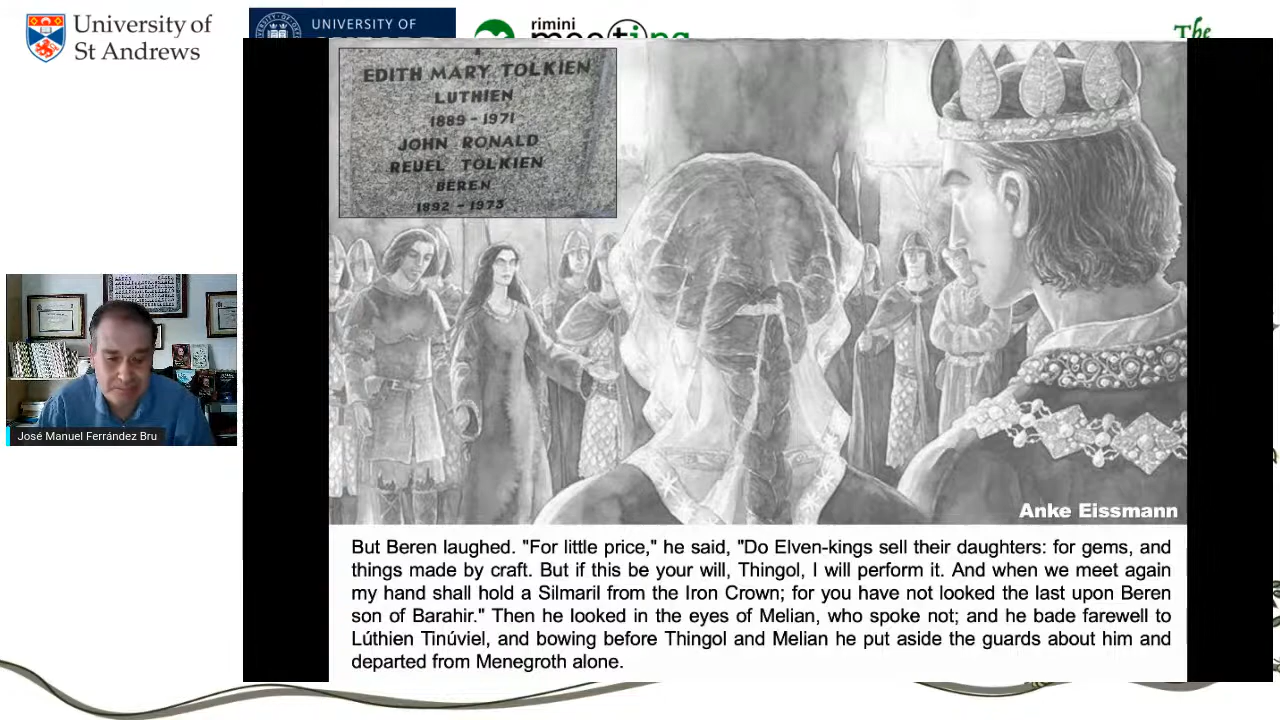 University of
St Andrews
UNIVERSITY OF
rimini
meeting
The
EDITH MARY TOLKIEN
LUTHIEN
1889 - 1971
JOHN RONALD
REUEL TOLKIEN
BEREN
1892 - 1973
José Manuel Ferrández Bru
Anke Eissmann
But Beren laughed. "For little price," he said, "Do Elven-kings sell their daughters: for gems, and
things made by craft. But if this be your will, Thingol, I will perform it. And when we meet again
my hand shall hold a Silmaril from the Iron Crown; for you have not looked the last upon Beren
son of Barahir." Then he looked in the eyes of Melian, who spoke not; and he bade farewell to
Lúthien Tinúviel, and bowing before Thingol and Melian he put aside the guards about him and
departed from Menegroth alone.